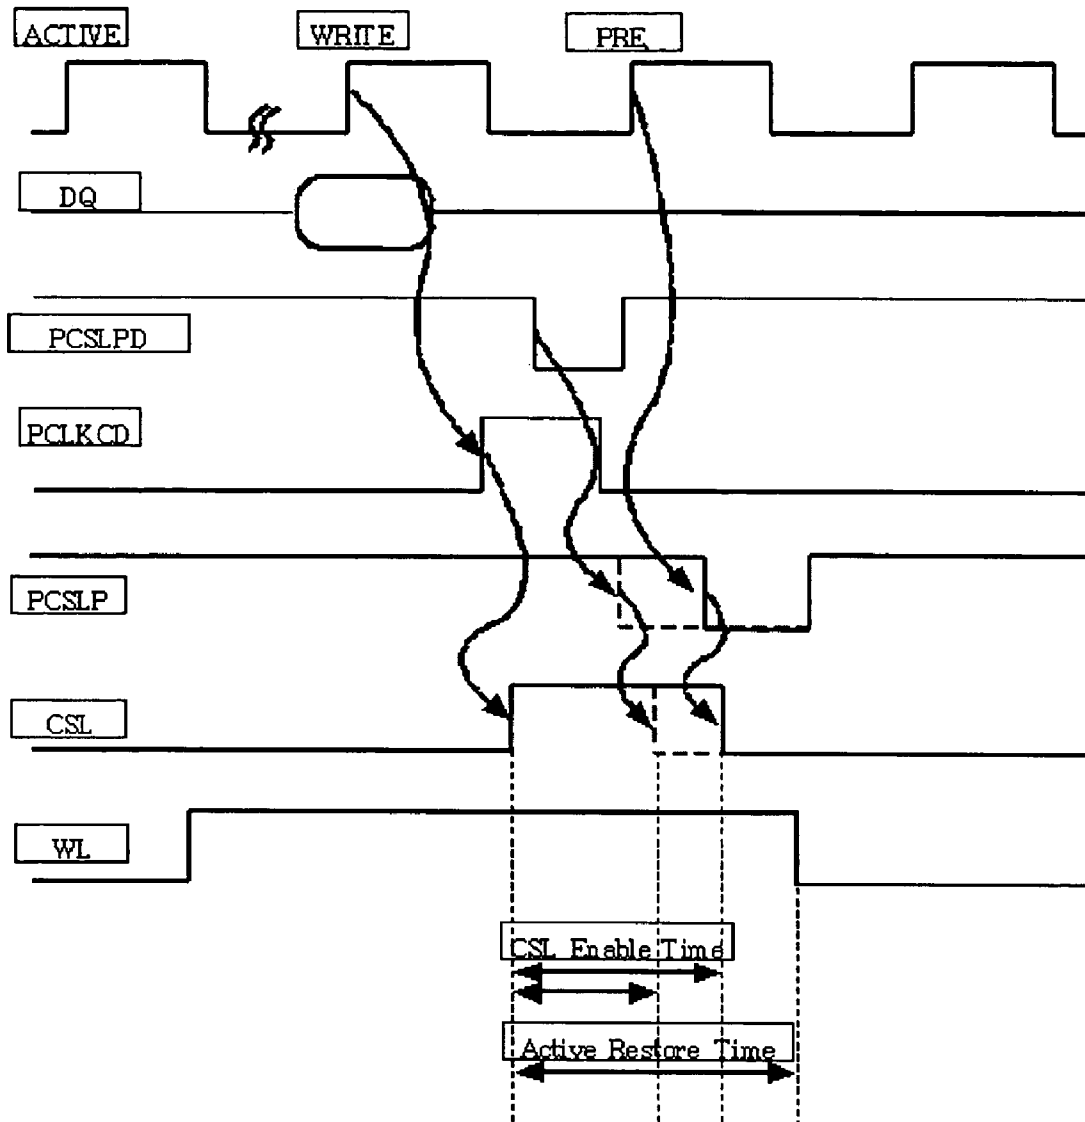 ACTIVE WRITE PRE
DQ
PCSLPD
PCLKCD
PCSLP
CSL
WL
CSL Enable Time
Active Restore Time